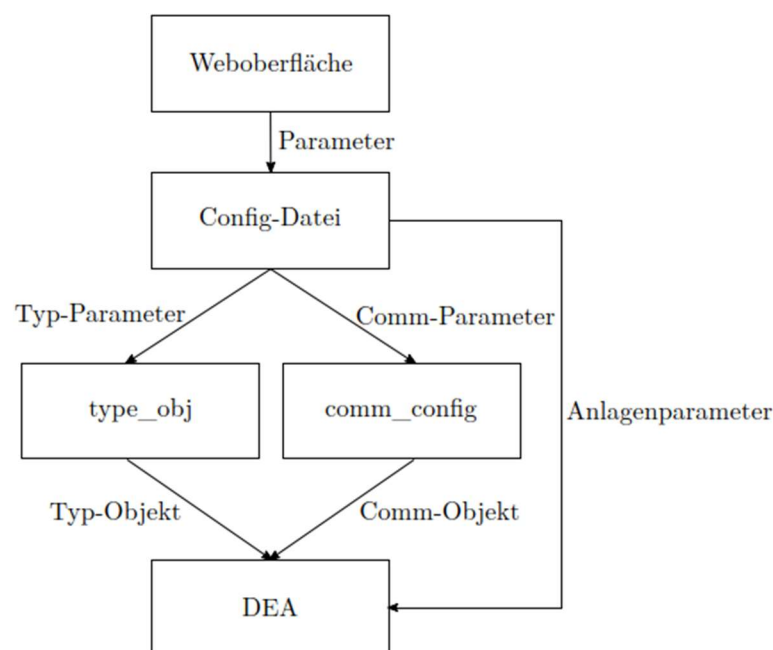 Weboberfläche
Parameter
Config-Datei
Typ-Parameter
Comm-Parameter
type_obj
comm_config
Anlagenparameter
Typ-Objekt
Comm-Objekt
DEA